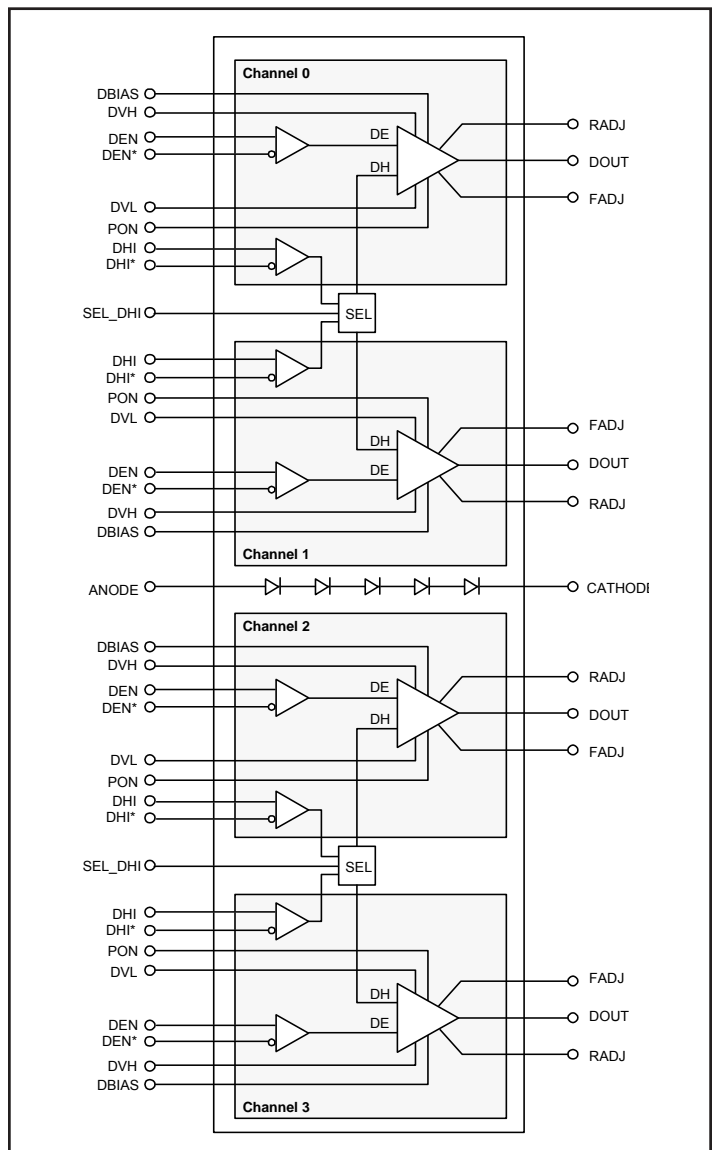 Channel 0
DBIAS
DVH
DEN
DEN*
DE
RADJ
DH
DOUT
FADJ
DVL
PON
DHI
DHI*
SEL_DHI
SEL
DHI
DHI*
PON
DVL
FADJ
DH
DEN
DE
DOUT
DEN*
RADJ
DVH
DBIAS
Channel 1
ANODE
CATHODE
Channel 2
DBIAS
DVH
DEN
DEN*
DE
RADJ
DH
DOUT
FADJ
DVL
PON
DHI
DHI*
SEL_DHI
SEL
DHI
DHI*
PON
DVL
FADJ
DH
DEN
DE
DOUT
DEN*
RADJ
DVH
DBIAS
Channel 3